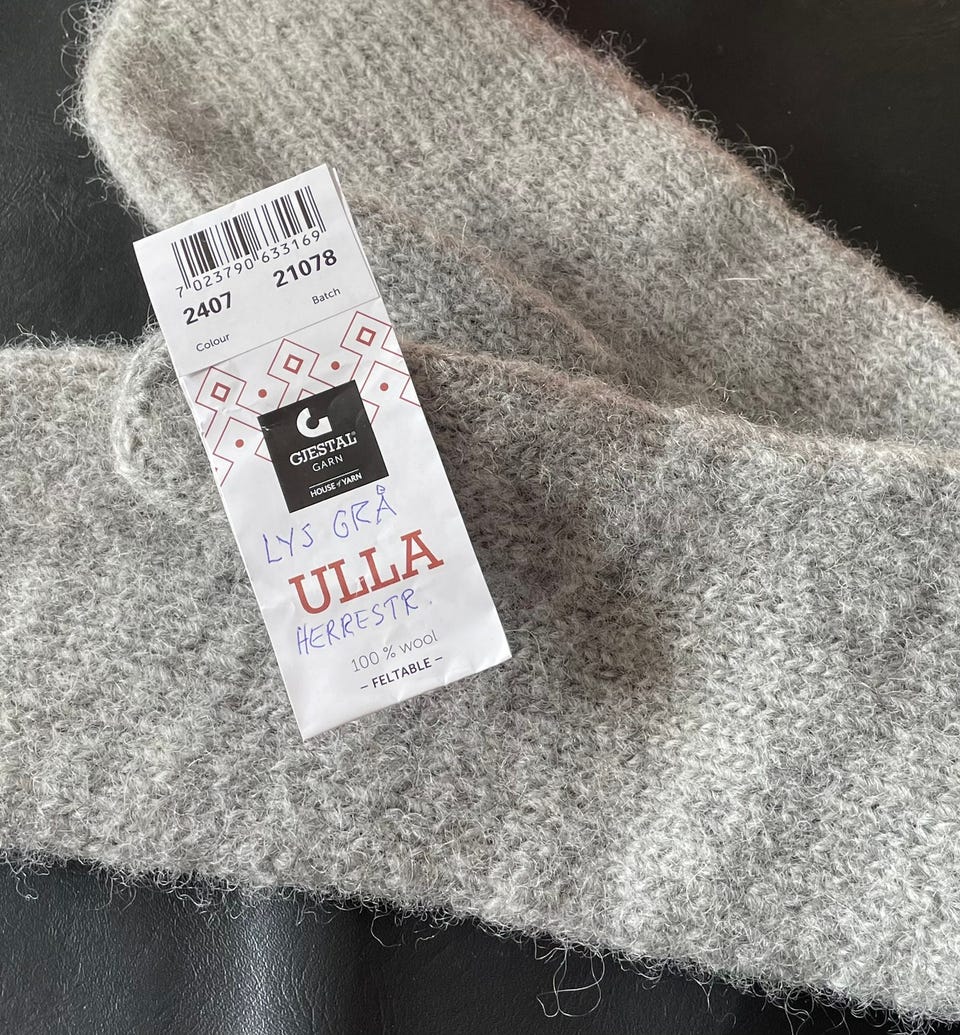 7 023790 633169
2407 21078
Colour Batch
GJESTAL®
GARN
HOUSE of YARN
LYS GRÅ
ULLA
HERRESTR.
100 % wool
– FELTABLE –